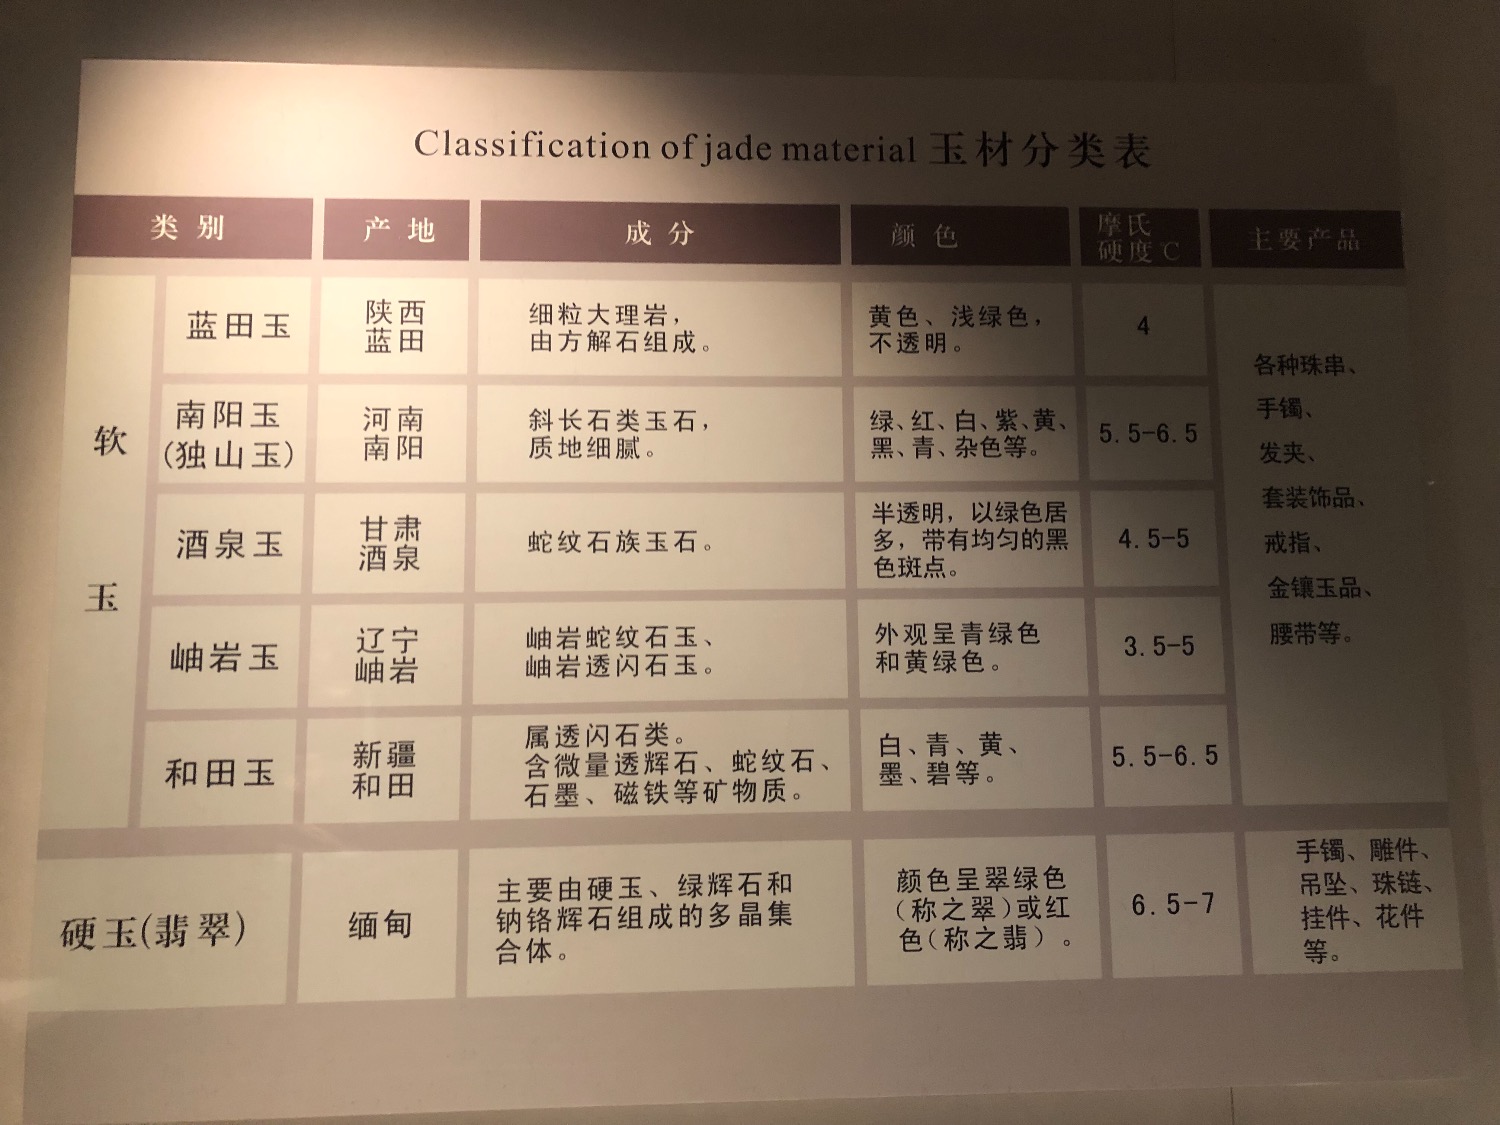 Classification of jade material 玉材分类表
类别
产地
成分
颜色
摩氏
硬度℃
主要产品
软
玉
蓝田玉
陕西
蓝田
细粒大理岩，
由方解石组成。
黄色、浅绿色，
不透明。
4
南阳玉
(独山玉)
河南
南阳
斜长石类玉石，
质地细腻。
绿、红、白、紫、黄、
黑、青、杂色等。
5.5-6.5
酒泉玉
甘肃
酒泉
蛇纹石族玉石。
半透明，以绿色居
多，带有均匀的黑
色斑点。
4.5-5
岫岩玉
辽宁
岫岩
岫岩蛇纹石玉、
岫岩透闪石玉。
外观呈青绿色
和黄绿色。
3.5-5
和田玉
新疆
和田
属透闪石类。
含微量透辉石、蛇纹石、
石墨、磁铁等矿物质。
白、青、黄、
墨、碧等。
5.5-6.5
各种珠串、
手镯、
发夹、
套装饰品、
戒指、
金镶玉品、
腰带等。
硬玉(翡翠)
缅甸
主要由硬玉、绿辉石和
钠铬辉石组成的多晶集
合体。
颜色呈翠绿色
(称之翠)或红
色(称之翡)。
6.5-7
手镯、雕件、
吊坠、珠链、
挂件、花件
等。